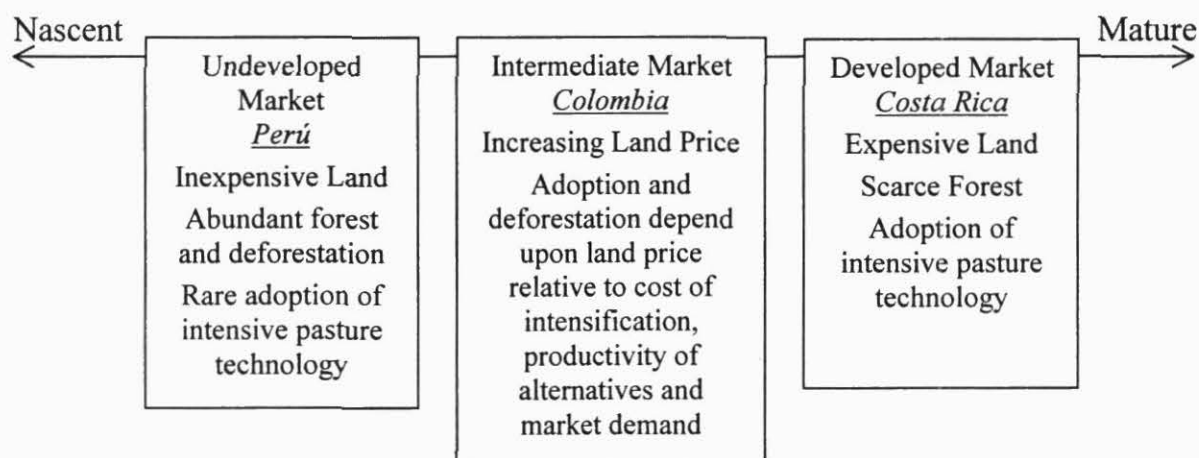 Nascent
Mature
Undeveloped
Market
Perú
Inexpensive Land
Abundant forest
and deforestation
Rare adoption of
intensive pasture
technology
Intermediate Market
Colombia
Increasing Land Price
Adoption and
deforestation depend
upon land price
relative to cost of
intensification,
productivity of
alternatives and
market demand
Developed Market
Costa Rica
Expensive Land
Scarce Forest
Adoption of
intensive pasture
technology